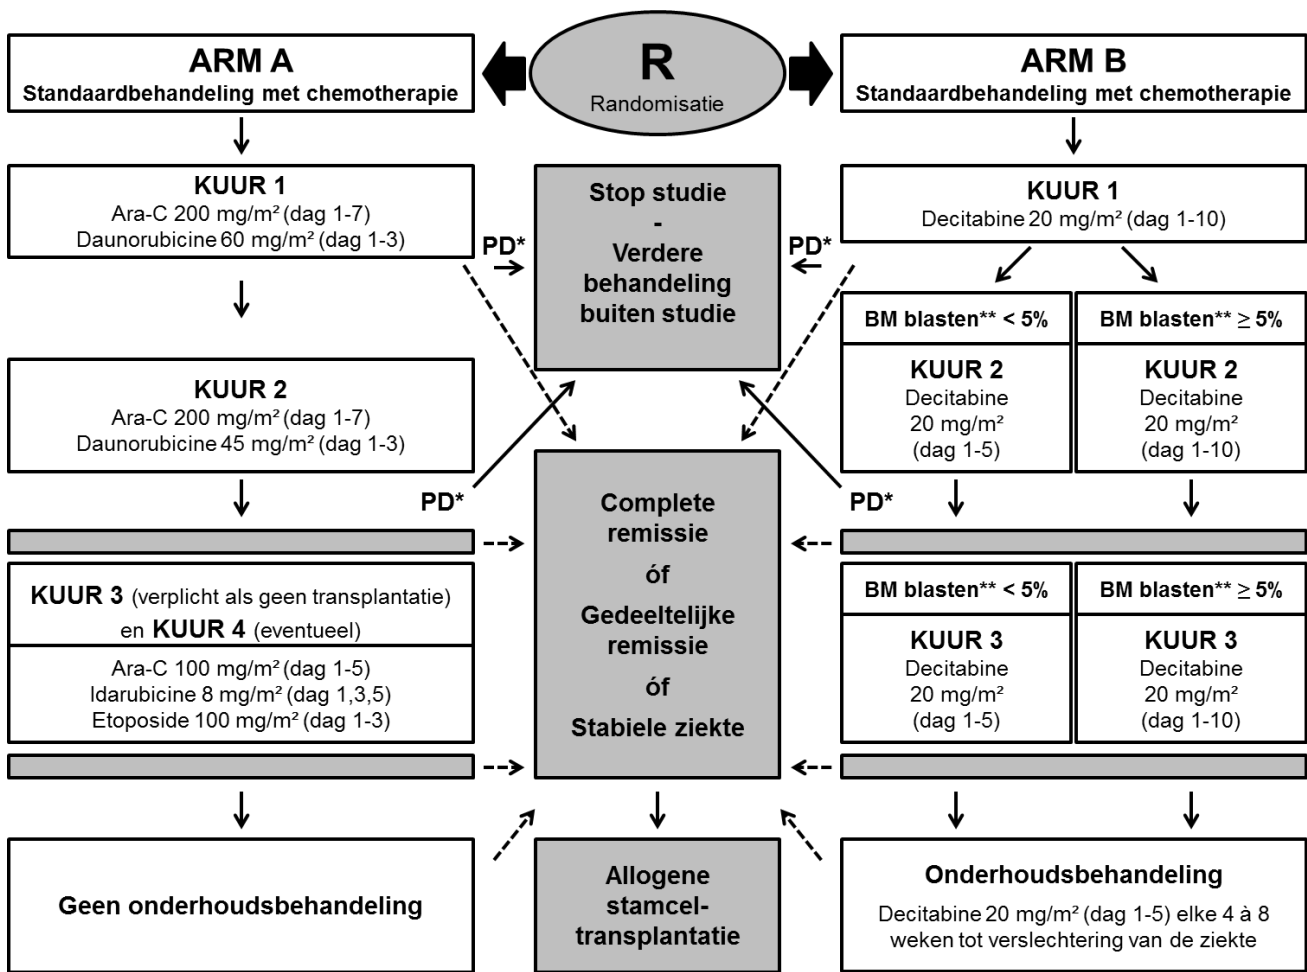 ARM A
Standaardbehandeling met chemotherapie
R
Randomisatie
ARM B
Standaardbehandeling met chemotherapie
KUUR 1
Ara-C 200 mg/m² (dag 1-7)
Daunorubicine 60 mg/m² (dag 1-3)
PD*
Stop studie
-
Verdere
behandeling
buiten studie
PD*
KUUR 1
Decitabine 20 mg/m² (dag 1-10)
BM blasten** < 5%
BM blasten** ≥ 5%
KUUR 2
Ara-C 200 mg/m² (dag 1-7)
Daunorubicine 45 mg/m² (dag 1-3)
KUUR 2
Decitabine
20 mg/m²
(dag 1-5)
KUUR 2
Decitabine
20 mg/m²
(dag 1-10)
PD*
PD*
Complete
remissie
óf
Gedeeltelijke
remissie
óf
Stabiele ziekte
KUUR 3 (verplicht als geen transplantatie)
en KUUR 4 (eventueel)
Ara-C 100 mg/m² (dag 1-5)
Idarubicine 8 mg/m² (dag 1,3,5)
Etoposide 100 mg/m² (dag 1-3)
BM blasten** < 5%
BM blasten** ≥ 5%
KUUR 3
Decitabine
20 mg/m²
(dag 1-5)
KUUR 3
Decitabine
20 mg/m²
(dag 1-10)
Geen onderhoudsbehandeling
Allogene
stamcel-
transplantatie
Onderhoudsbehandeling
Decitabine 20 mg/m² (dag 1-5) elke 4 à 8
weken tot verslechtering van de ziekte